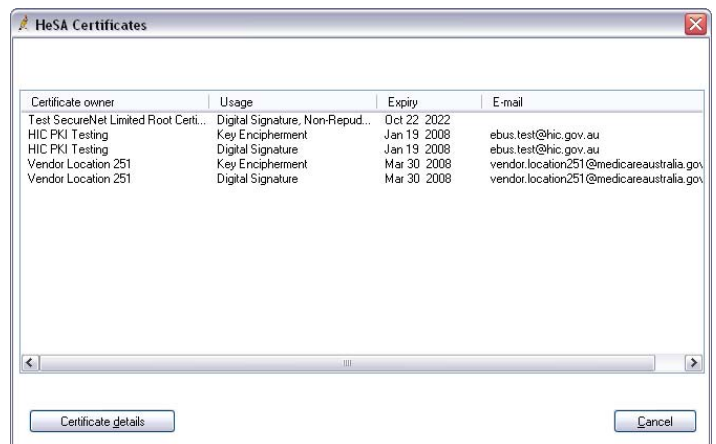 HeSA Certificates
Certificate owner Usage Expiry E-mail
Test SecureNet Limited Root Certi... Digital Signature, Non-Repud... Oct 22 2022
HIC PKI Testing Key Encipherment Jan 19 2008 ebus.test@hic.gov.au
HIC PKI Testing Digital Signature Jan 19 2008 ebus.test@hic.gov.au
Vendor Location 251 Key Encipherment Mar 30 2008 vendor.location251@medicareaustralia.gov
Vendor Location 251 Digital Signature Mar 30 2008 vendor.location251@medicareaustralia.gov
Certificate details Cancel